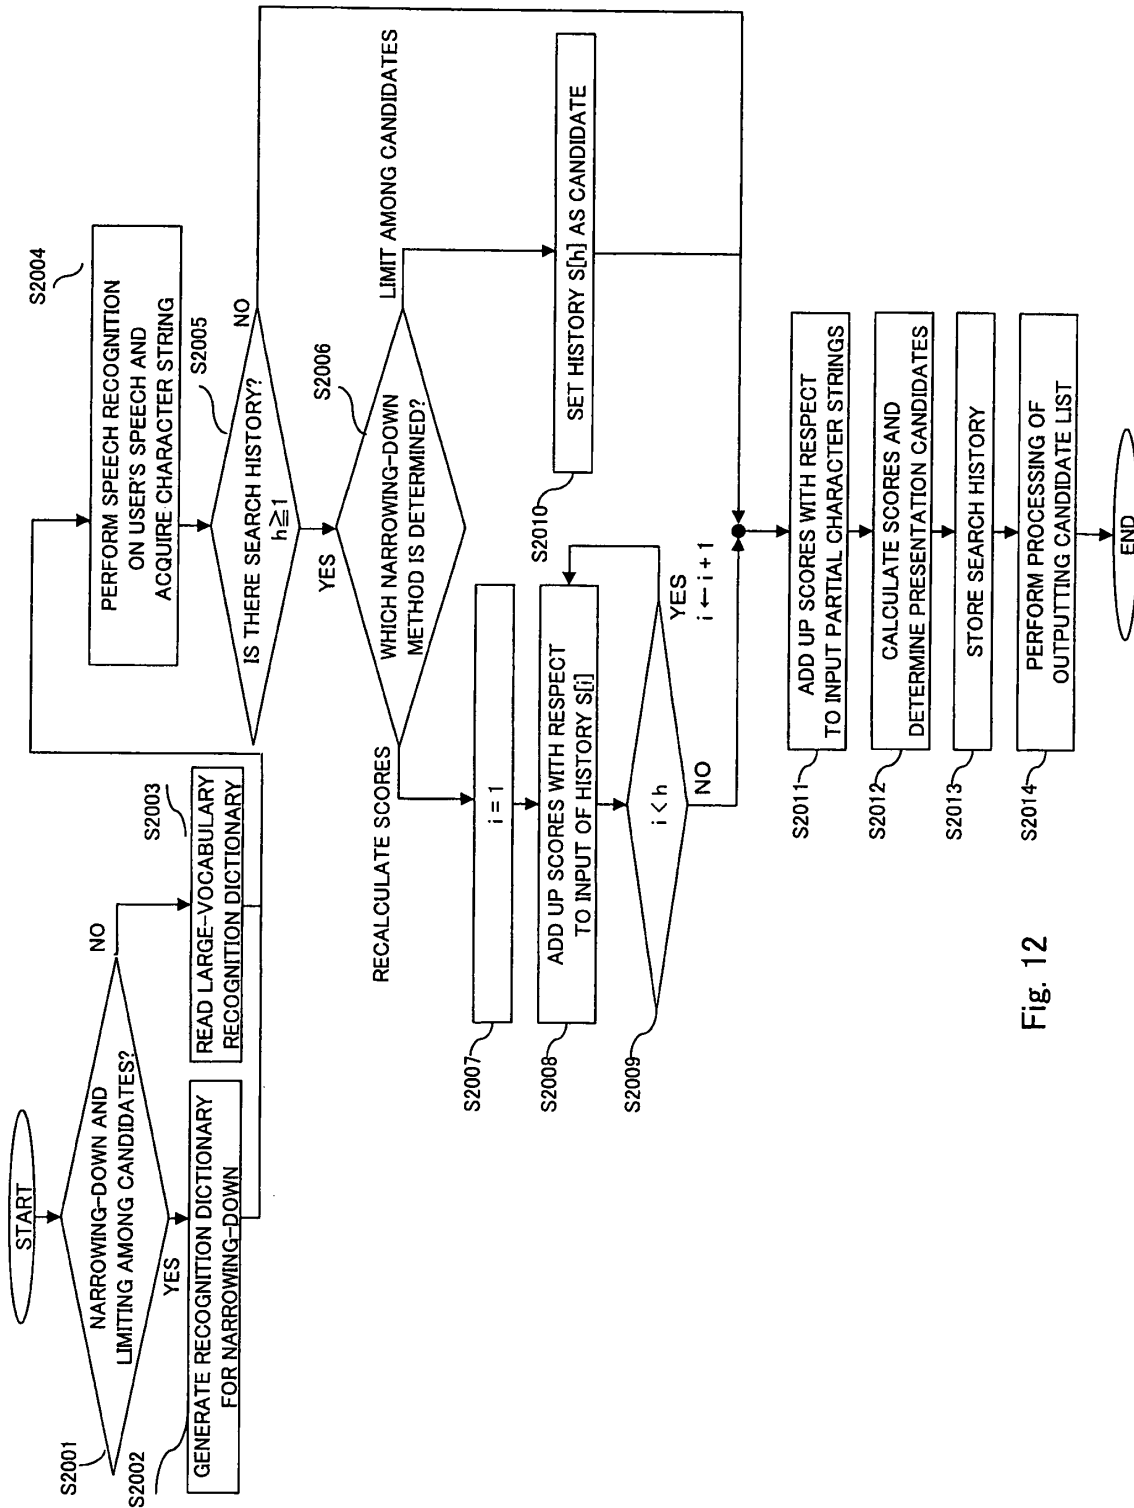 START
S2001
NARROWING-DOWN AND
LIMITING AMONG CANDIDATES?
NO
YES
S2002
GENERATE RECOGNITION DICTIONARY
FOR NARROWING-DOWN
S2003
READ LARGE-VOCABULARY
RECOGNITION DICTIONARY
S2004
PERFORM SPEECH RECOGNITION
ON USER'S SPEECH AND
ACQUIRE CHARACTER STRING
S2005
IS THERE SEARCH HISTORY?
h≧1
NO
YES
S2006
WHICH NARROWING-DOWN
METHOD IS DETERMINED?
RECALCULATE SCORES
LIMIT AMONG CANDIDATES
S2007
i = 1
S2008
ADD UP SCORES WITH RESPECT
TO INPUT OF HISTORY S[i]
S2009
i < h
YES
i ← i + 1
NO
S2010
SET HISTORY S[h] AS CANDIDATE
S2011
ADD UP SCORES WITH RESPECT
TO INPUT PARTIAL CHARACTER STRINGS
S2012
CALCULATE SCORES AND
DETERMINE PRESENTATION CANDIDATES
S2013
STORE SEARCH HISTORY
S2014
PERFORM PROCESSING OF
OUTPUTTING CANDIDATE LIST
END
Fig. 12